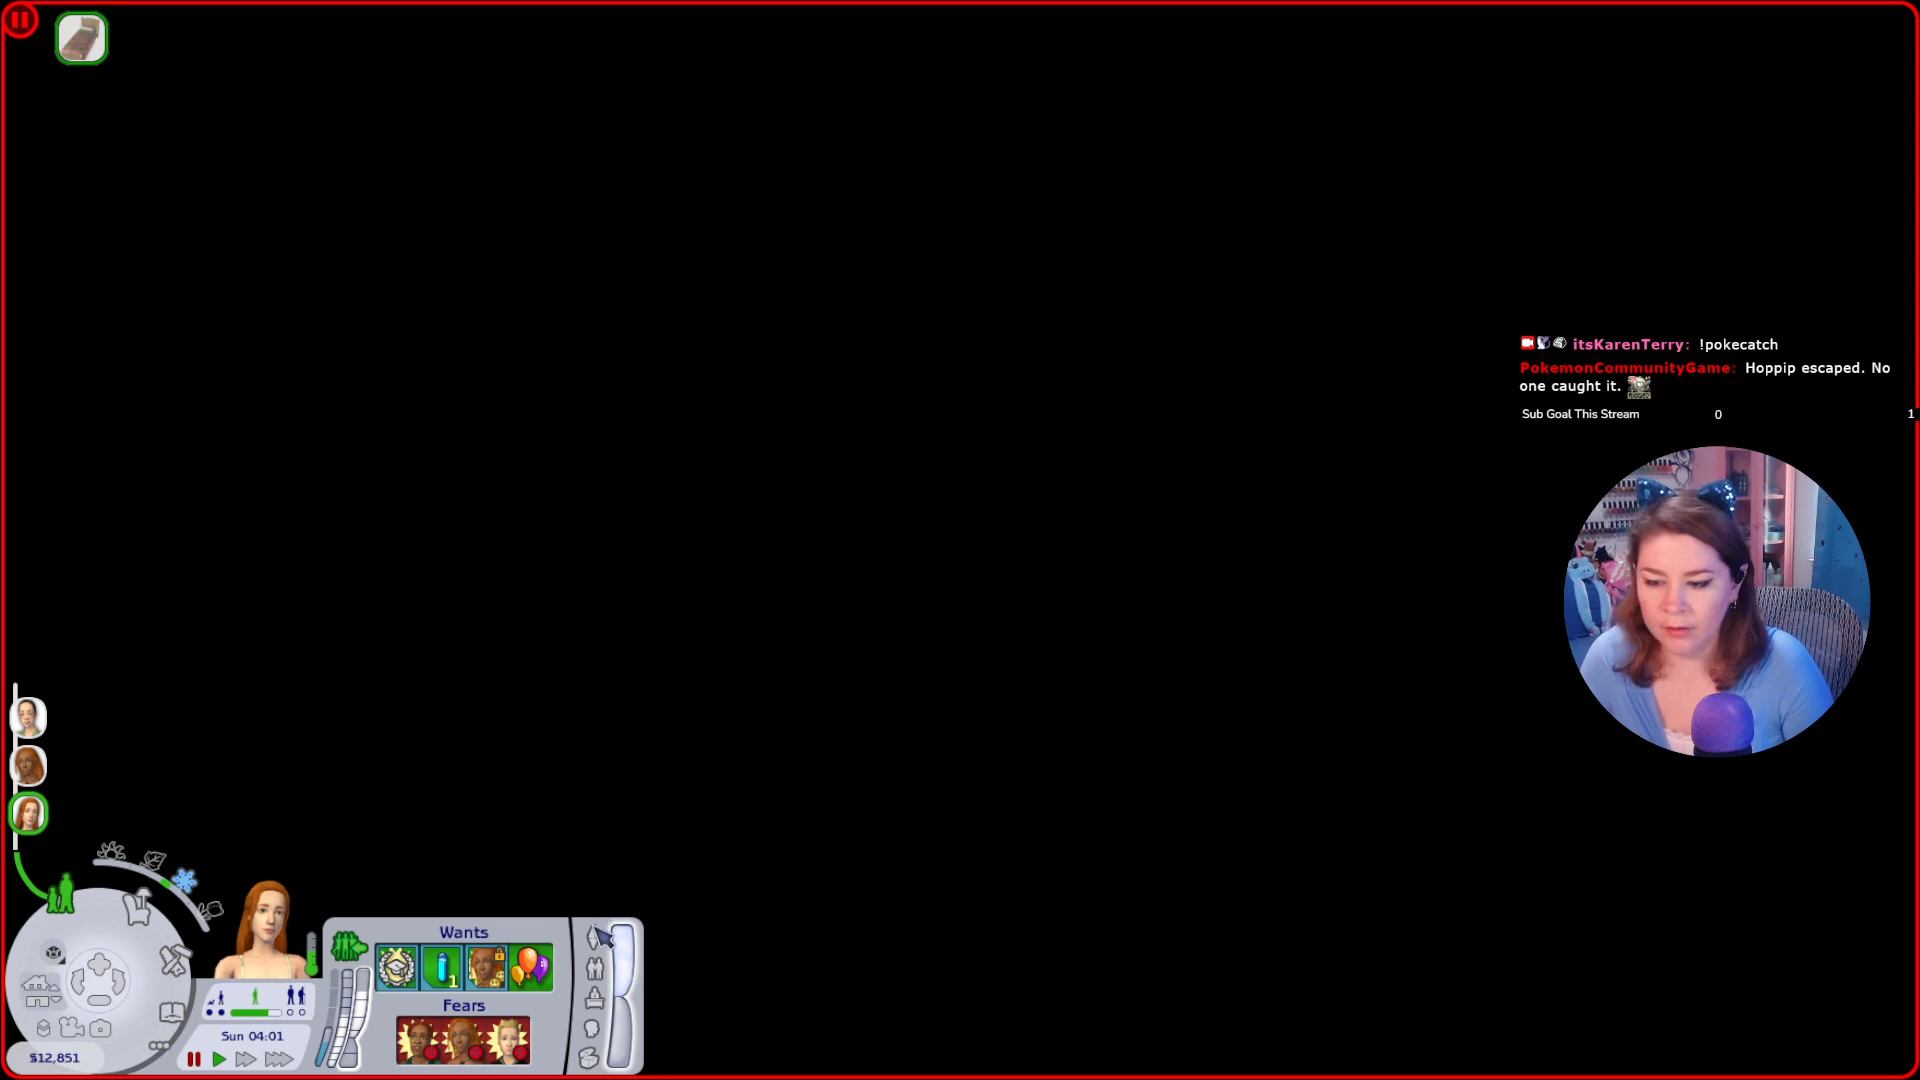 itsKarenTerry: !pokecatch
PokemonCommunityGame: Hoppip escaped. No
one caught it.
Sub Goal This Stream 0 1
Wants
1
Fears
Sun 04:01
$12,851